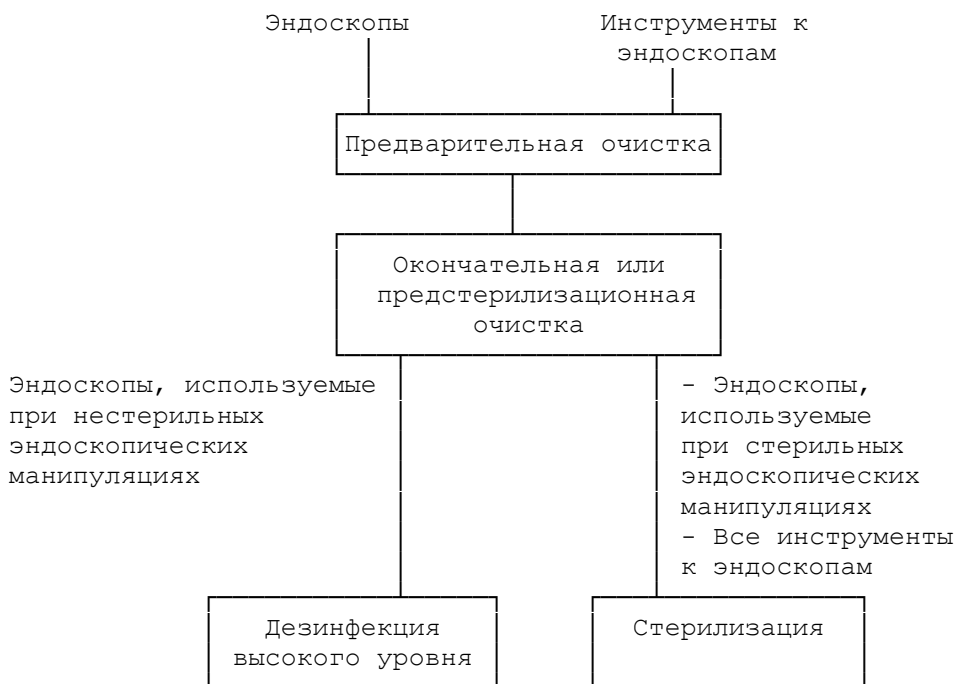 Эндоскопы
Инструменты к
эндоскопам
Предварительная очистка
Окончательная или
предстерилизационная
очистка
Эндоскопы, используемые
при нестерильных
эндоскопических
манипуляциях
- Эндоскопы,
используемые
при стерильных
эндоскопических
манипуляциях
- Все инструменты
к эндоскопам
Дезинфекция
высокого уровня
Стерилизация